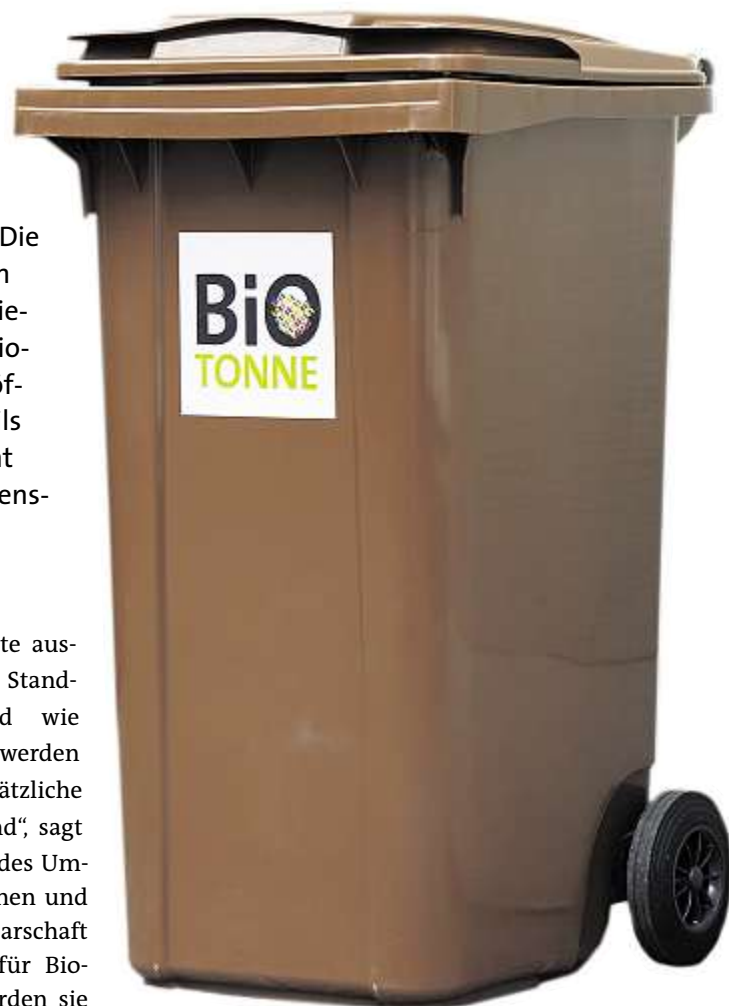 Die
n
ie-
io-
of-
ls
nt
ens-
BiO
TONNE
te aus-
Stand-
d wie
werden
ätzliche
nd“, sagt
des Um-
nen und
arschaft
für Bio-
rden sie